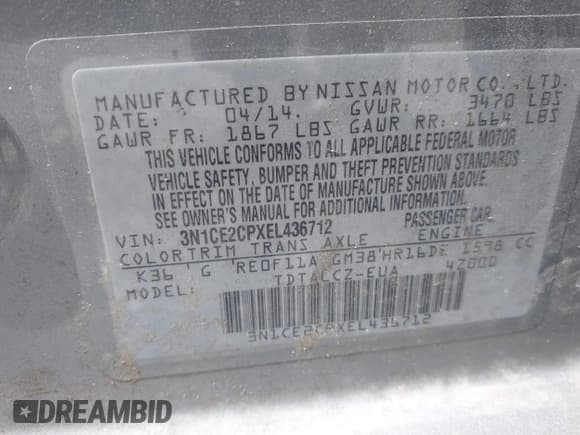 MANUFACTURED BY NISSAN MOTOR CO., LTD.
DATE: 04/14. GVWR: 3470 LBS
GAWR FR: 1867 LBS GAWR RR: 1664 LBS
THIS VEHICLE CONFORMS TO ALL APPLICABLE FEDERAL MOTOR
VEHICLE SAFETY, BUMPER AND THEFT PREVENTION STANDARDS
IN EFFECT ON THE DATE OF MANUFACTURE SHOWN ABOVE.
SEE OWNER'S MANUAL FOR ADDITIONAL INFORMATION.
VIN: 3N1CE2CPXEL436712 PASSENGER CAR
COLOR TRIM TRANS AXLE ENGINE
K36 G RE0F11A GM38 HR16DE 1598 CC
MODEL: TDTALCZ-EUA 42000
3N1CE2CPXEL436712
DREAMBID